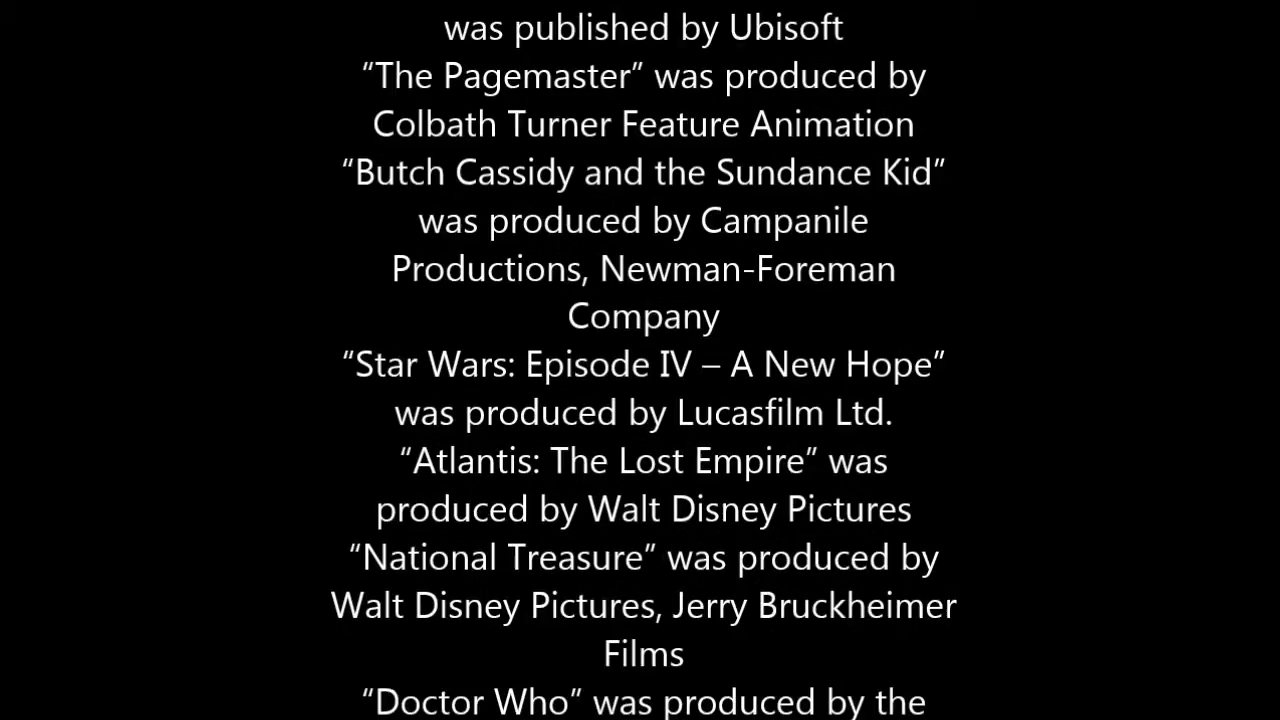 was published by Ubisoft
“The Pagemaster” was produced by
Colbath Turner Feature Animation
“Butch Cassidy and the Sundance Kid”
was produced by Campanile
Productions, Newman-Foreman
Company
“Star Wars: Episode IV – A New Hope”
was produced by Lucasfilm Ltd.
“Atlantis: The Lost Empire” was
produced by Walt Disney Pictures
“National Treasure” was produced by
Walt Disney Pictures, Jerry Bruckheimer
Films
“Doctor Who” was produced by the